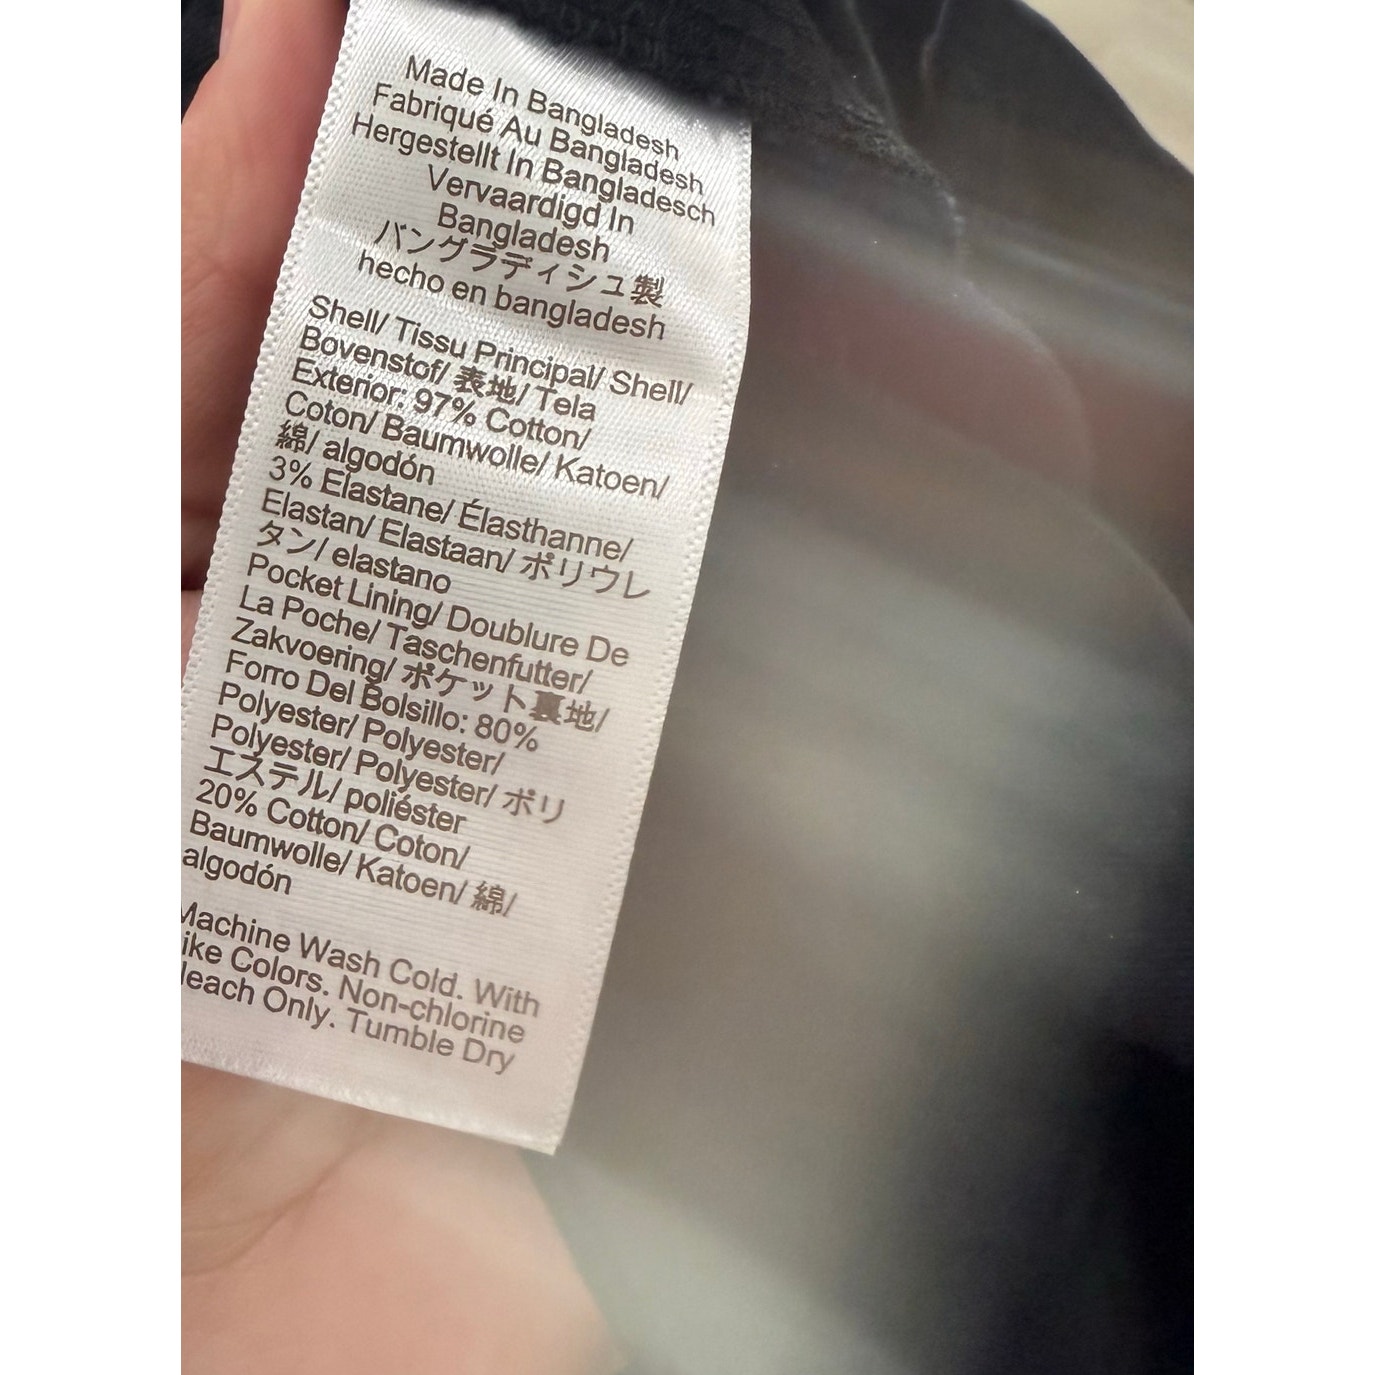 Made In Bangladesh
Fabriqué Au Bangladesh
Hergestellt In Bangladesch
Vervaardigd In
Bangladesh
バングラディシュ製
hecho en bangladesh
Shell/ Tissu Principal/ Shell/
Bovenstof/ 表地/ Tela
Exterior: 97% Cotton/
Coton/ Baumwolle/ Katoen/
綿/ algodón
3% Elastane/ Élasthanne/
Elastan/ Elastaan/ ポリウレ
タン/ elastano
Pocket Lining/ Doublure De
La Poche/ Taschenfutter/
Zakvoering/ ポケット裏地/
Forro Del Bolsillo: 80%
Polyester/ Polyester/
Polyester/ Polyester/ ポリ
エステル/ poliéster
20% Cotton/ Coton/
Baumwolle/ Katoen/ 綿/
algodón
Machine Wash Cold. With
ike Colors. Non-chlorine
leach Only. Tumble Dry